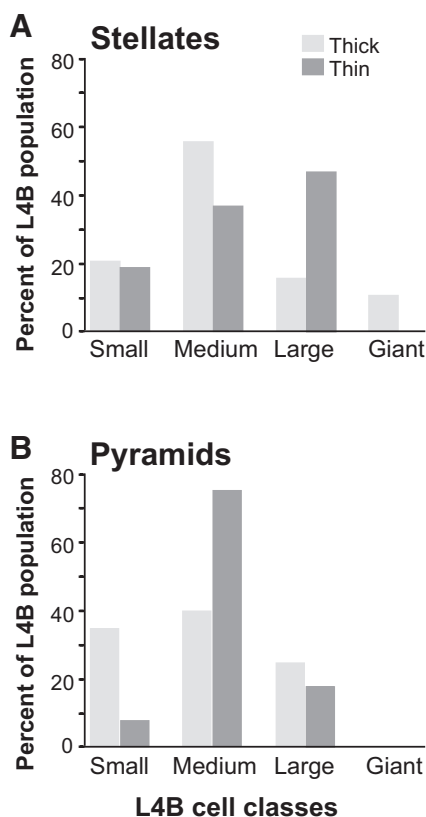 A
Stellates
Thick
Thin
Percent of L4B population
80
60
40
20
0
Small Medium Large Giant
B
Pyramids
Percent of L4B population
80
60
40
20
0
Small Medium Large Giant
L4B cell classes